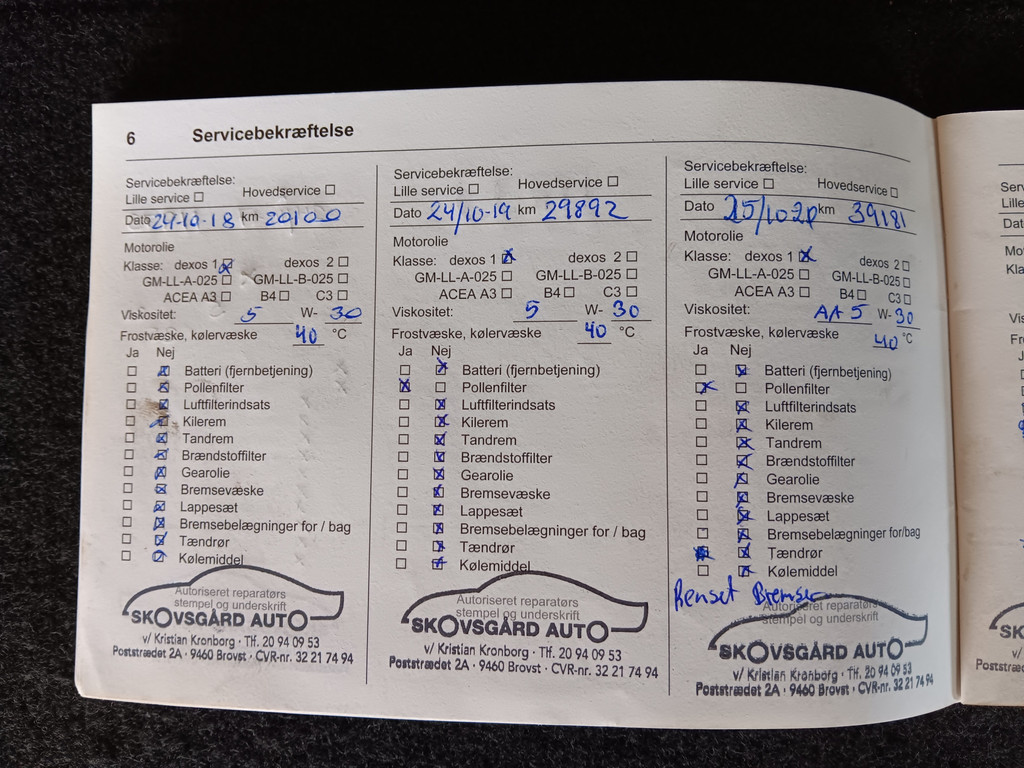 6 Servicebekræftelse
Servicebekræftelse:
Lille service ☐ Hovedservice ☐
Dato 24-10-18 km 20100
Motorolie
Klasse: dexos 1 ☒ dexos 2 ☐
GM-LL-A-025 ☐ GM-LL-B-025 ☐
ACEA A3 ☐ B4 ☐ C3 ☐
Viskositet: 5 W- 30
Frostvæske, kølervæske 40 °C
Ja Nej
☐ ☒ Batteri (fjernbetjening)
☐ ☒ Pollenfilter
☐ ☒ Luftfilterindsats
☐ ☒ Kilerem
☐ ☒ Tandrem
☐ ☒ Brændstoffilter
☐ ☒ Gearolie
☐ ☒ Bremsevæske
☐ ☒ Lappesæt
☐ ☒ Bremsebelægninger for / bag
☐ ☒ Tændrør
☐ ☒ Kølemiddel
Autoriseret reparatørs
stempel og underskrift
SKOVSGÅRD AUTO
v/ Kristian Kronborg · Tlf. 20 94 09 53
Poststrædet 2A · 9460 Brovst · CVR-nr. 32 21 74 94
Servicebekræftelse:
Lille service ☐ Hovedservice ☐
Dato 24/10-19 km 29892
Motorolie
Klasse: dexos 1 ☒ dexos 2 ☐
GM-LL-A-025 ☐ GM-LL-B-025 ☐
ACEA A3 ☐ B4 ☐ C3 ☐
Viskositet: 5 W- 30
Frostvæske, kølervæske 40 °C
Ja Nej
☐ ☒ Batteri (fjernbetjening)
☒ ☐ Pollenfilter
☐ ☒ Luftfilterindsats
☐ ☒ Kilerem
☐ ☒ Tandrem
☐ ☒ Brændstoffilter
☐ ☒ Gearolie
☐ ☒ Bremsevæske
☐ ☒ Lappesæt
☐ ☒ Bremsebelægninger for / bag
☐ ☒ Tændrør
☐ ☒ Kølemiddel
Autoriseret reparatørs
stempel og underskrift
SKOVSGÅRD AUTO
v/ Kristian Kronborg · Tlf. 20 94 09 53
Poststrædet 2A · 9460 Brovst · CVR-nr. 32 21 74 94
Servicebekræftelse:
Lille service ☐ Hovedservice ☐
Dato 25/10 20 km 39181
Motorolie
Klasse: dexos 1 ☒ dexos 2 ☐
GM-LL-A-025 ☐ GM-LL-B-025 ☐
ACEA A3 ☐ B4 ☐ C3 ☐
Viskositet: AA 5 W- 30
Frostvæske, kølervæske 40 °C
Ja Nej
☐ ☒ Batteri (fjernbetjening)
☒ ☐ Pollenfilter
☐ ☒ Luftfilterindsats
☐ ☒ Kilerem
☐ ☒ Tandrem
☐ ☒ Brændstoffilter
☐ ☒ Gearolie
☐ ☒ Bremsevæske
☐ ☒ Lappesæt
☐ ☒ Bremsebelægninger for/bag
☒ ☒ Tændrør
☐ ☒ Kølemiddel
Renset Bremser
Autoriseret reparatørs
stempel og underskrift
SKOVSGÅRD AUTO
v/ Kristian Kronborg · Tlf. 20 94 09 53
Poststrædet 2A · 9460 Brovst · CVR-nr. 32 21 74 94